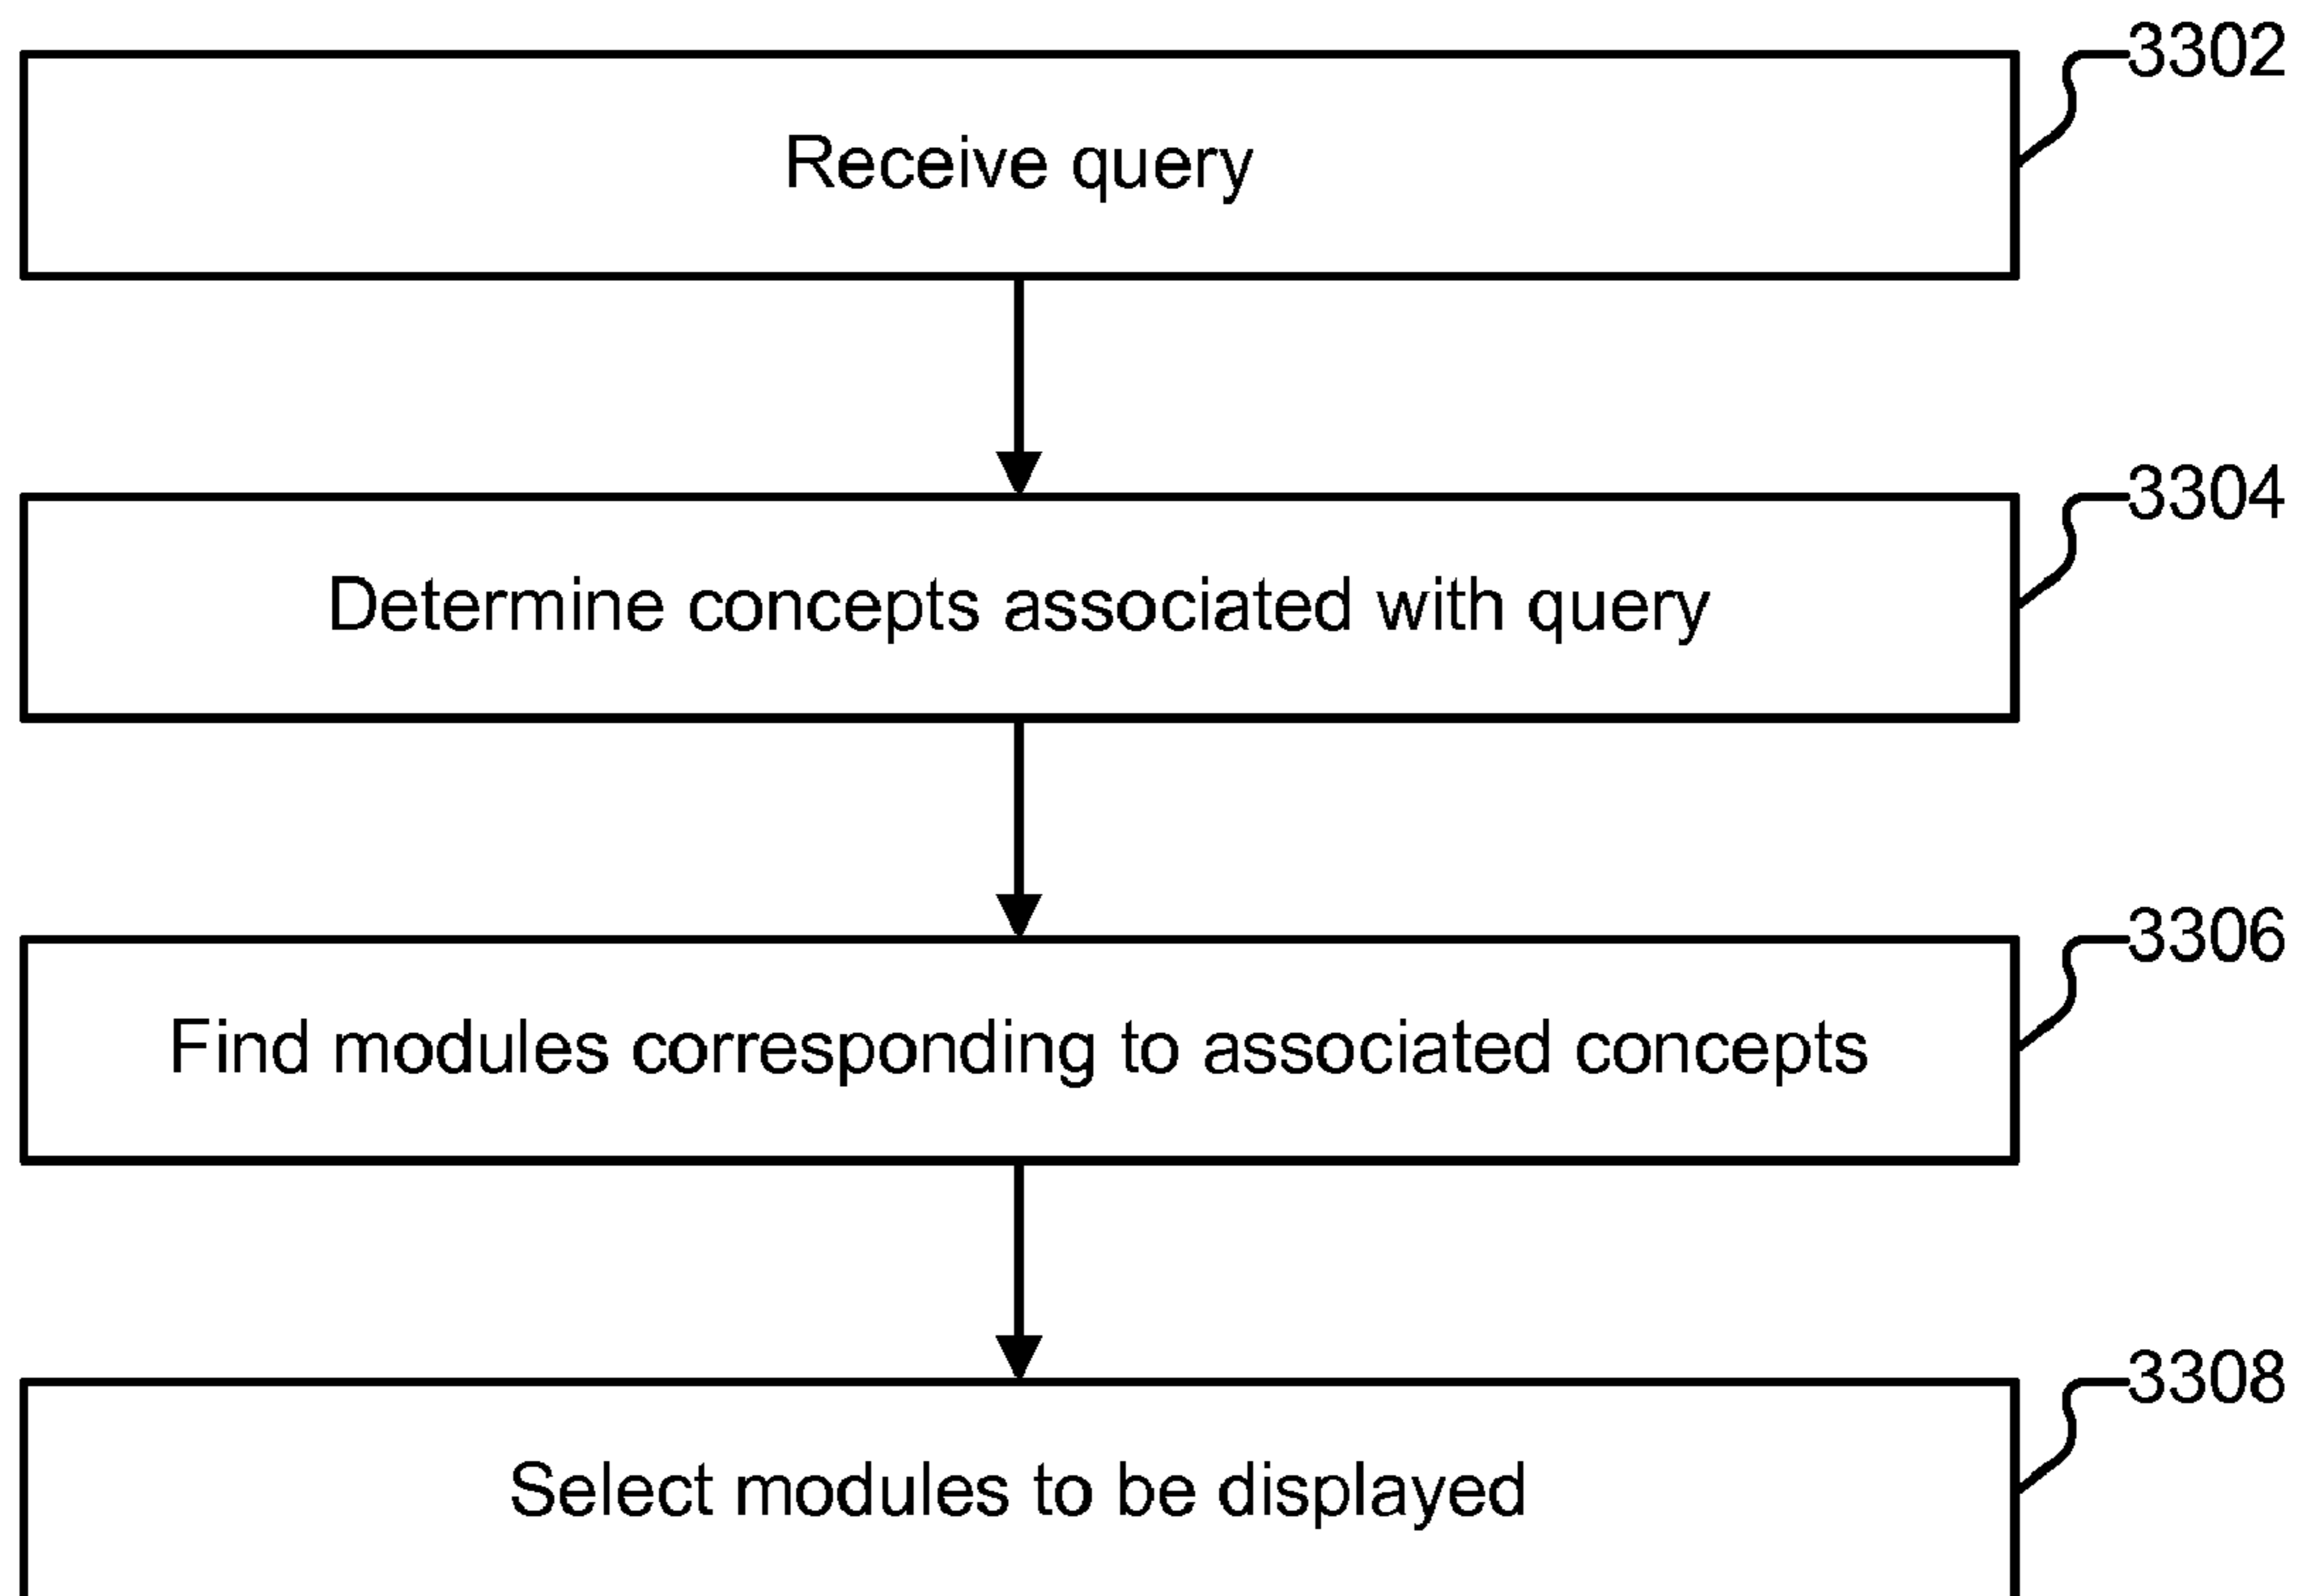 3302
Receive query
3304
Determine concepts associated with query
3306
Find modules corresponding to associated concepts
3308
Select modules to be displayed